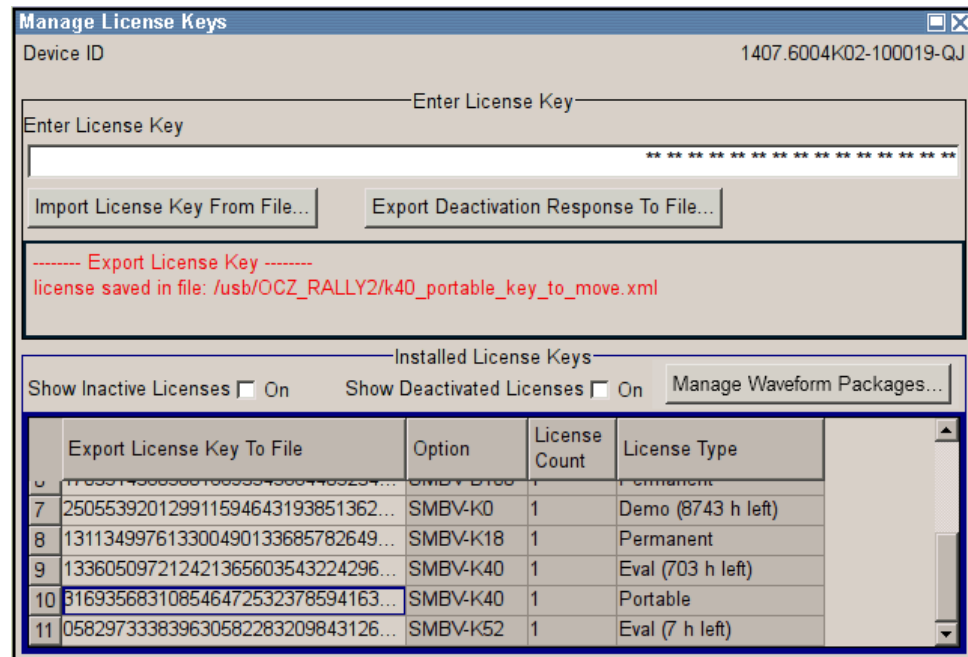 Manage License Keys
Device ID 1407.6004K02-100019-QJ
Enter License Key
Enter License Key
** ** ** ** ** ** ** ** ** ** ** ** ** ** **
Import License Key From File... Export Deactivation Response To File...
-------- Export License Key --------
license saved in file: /usb/OCZ_RALLY2/k40_portable_key_to_move.xml
Installed License Keys
Show Inactive Licenses On Show Deactivated Licenses On Manage Waveform Packages...
Export License Key To File Option License Count License Type
7 250553920129911594643193851362... SMBV-K0 1 Demo (8743 h left)
8 131134997613300490133685782649... SMBV-K18 1 Permanent
9 133605097212421365603543224296... SMBV-K40 1 Eval (703 h left)
10 316935683108546472532378594163... SMBV-K40 1 Portable
11 058297333839630582283209843126... SMBV-K52 1 Eval (7 h left)